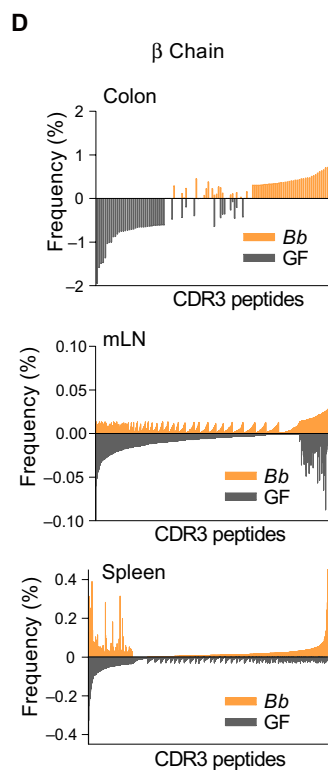 D
β Chain
Colon
Frequency (%)
2
1
0
−1
−2
Bb
GF
CDR3 peptides
mLN
Frequency (%)
0.10
0.05
0.00
−0.05
−0.10
Bb
GF
CDR3 peptides
Spleen
Frequency (%)
0.4
0.2
0
−0.2
−0.4
Bb
GF
CDR3 peptides